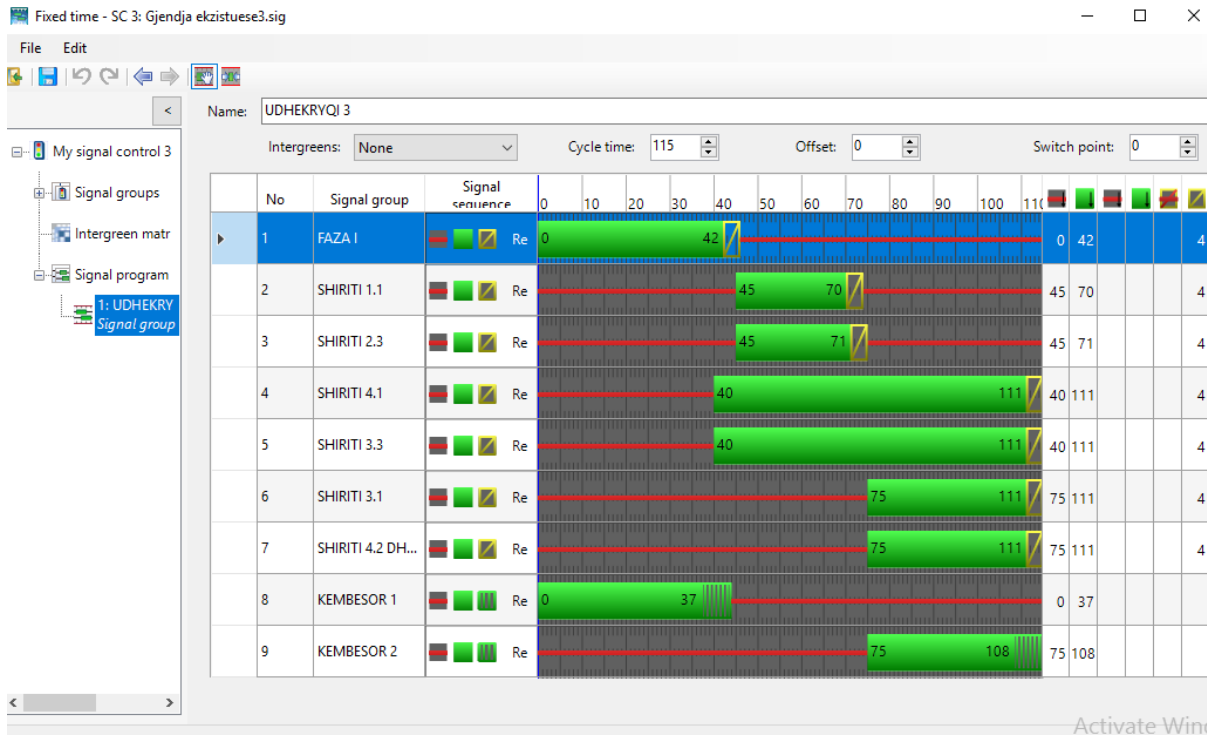 Fixed time - SC 3: Gjendja ekzistuese3.sig
File Edit
< Name: UDHEKRYQI 3
Intergreens: None Cycle time: 115 Offset: 0 Switch point: 0
My signal control 3
Signal groups
Intergreen matr
Signal program
1: UDHEKRY
Signal group
No Signal group Signal sequence 0 10 20 30 40 50 60 70 80 90 100 110
1 FAZA I Re 0 42 0 42 4
2 SHIRITI 1.1 Re 45 70 45 70 4
3 SHIRITI 2.3 Re 45 71 45 71 4
4 SHIRITI 4.1 Re 40 111 40 111 4
5 SHIRITI 3.3 Re 40 111 40 111 4
6 SHIRITI 3.1 Re 75 111 75 111 4
7 SHIRITI 4.2 DH... Re 75 111 75 111 4
8 KEMBESOR 1 Re 0 37 0 37
9 KEMBESOR 2 Re 75 108 75 108
Activate Wind